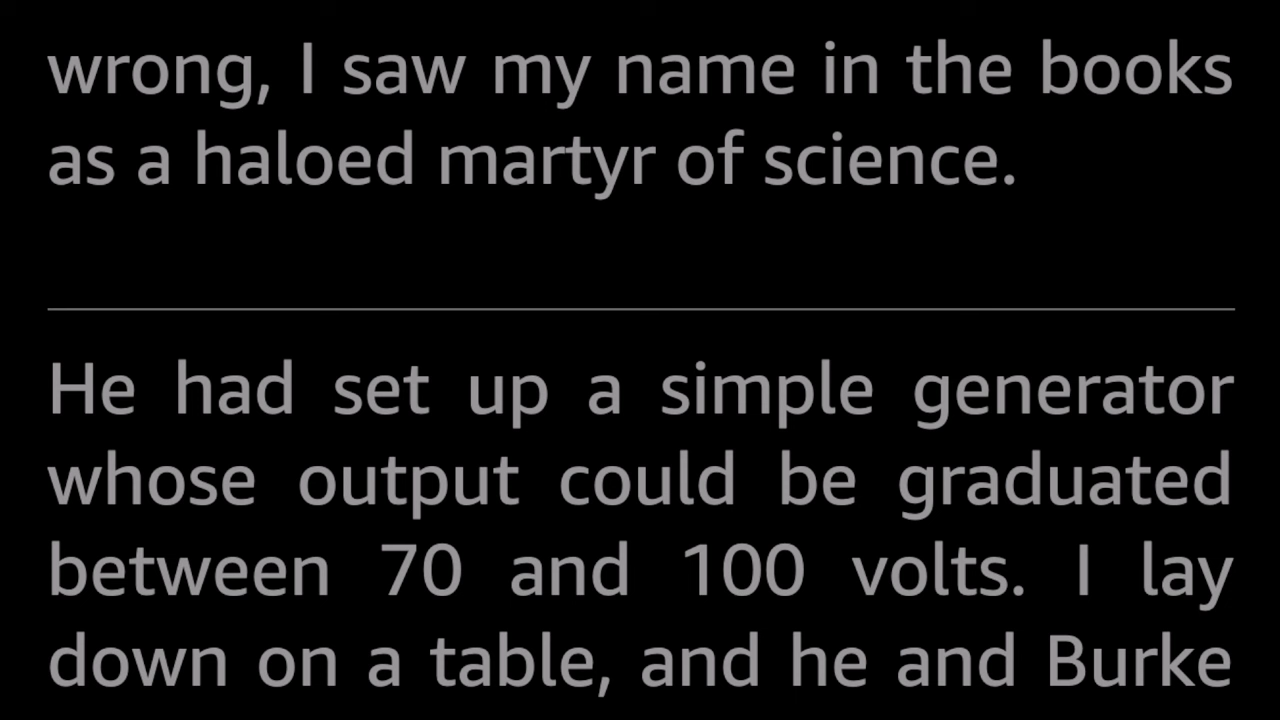 wrong, I saw my name in the books
as a haloed martyr of science.
He had set up a simple generator
whose output could be graduated
between 70 and 100 volts. I lay
down on a table, and he and Burke